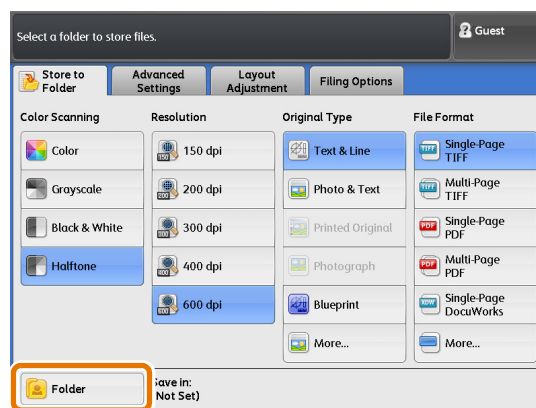 Select a folder to store files.
Guest
Store to
Folder
Advanced
Settings
Layout
Adjustment
Filing Options
Color Scanning
Resolution
Original Type
File Format
Color
Grayscale
Black & White
Halftone
150 dpi
200 dpi
300 dpi
400 dpi
600 dpi
Text & Line
Photo & Text
Printed Original
Photograph
Blueprint
More...
Single-Page
TIFF
Multi-Page
TIFF
Single-Page
PDF
Multi-Page
PDF
Single-Page
DocuWorks
More...
Folder
Save in:
(Not Set)